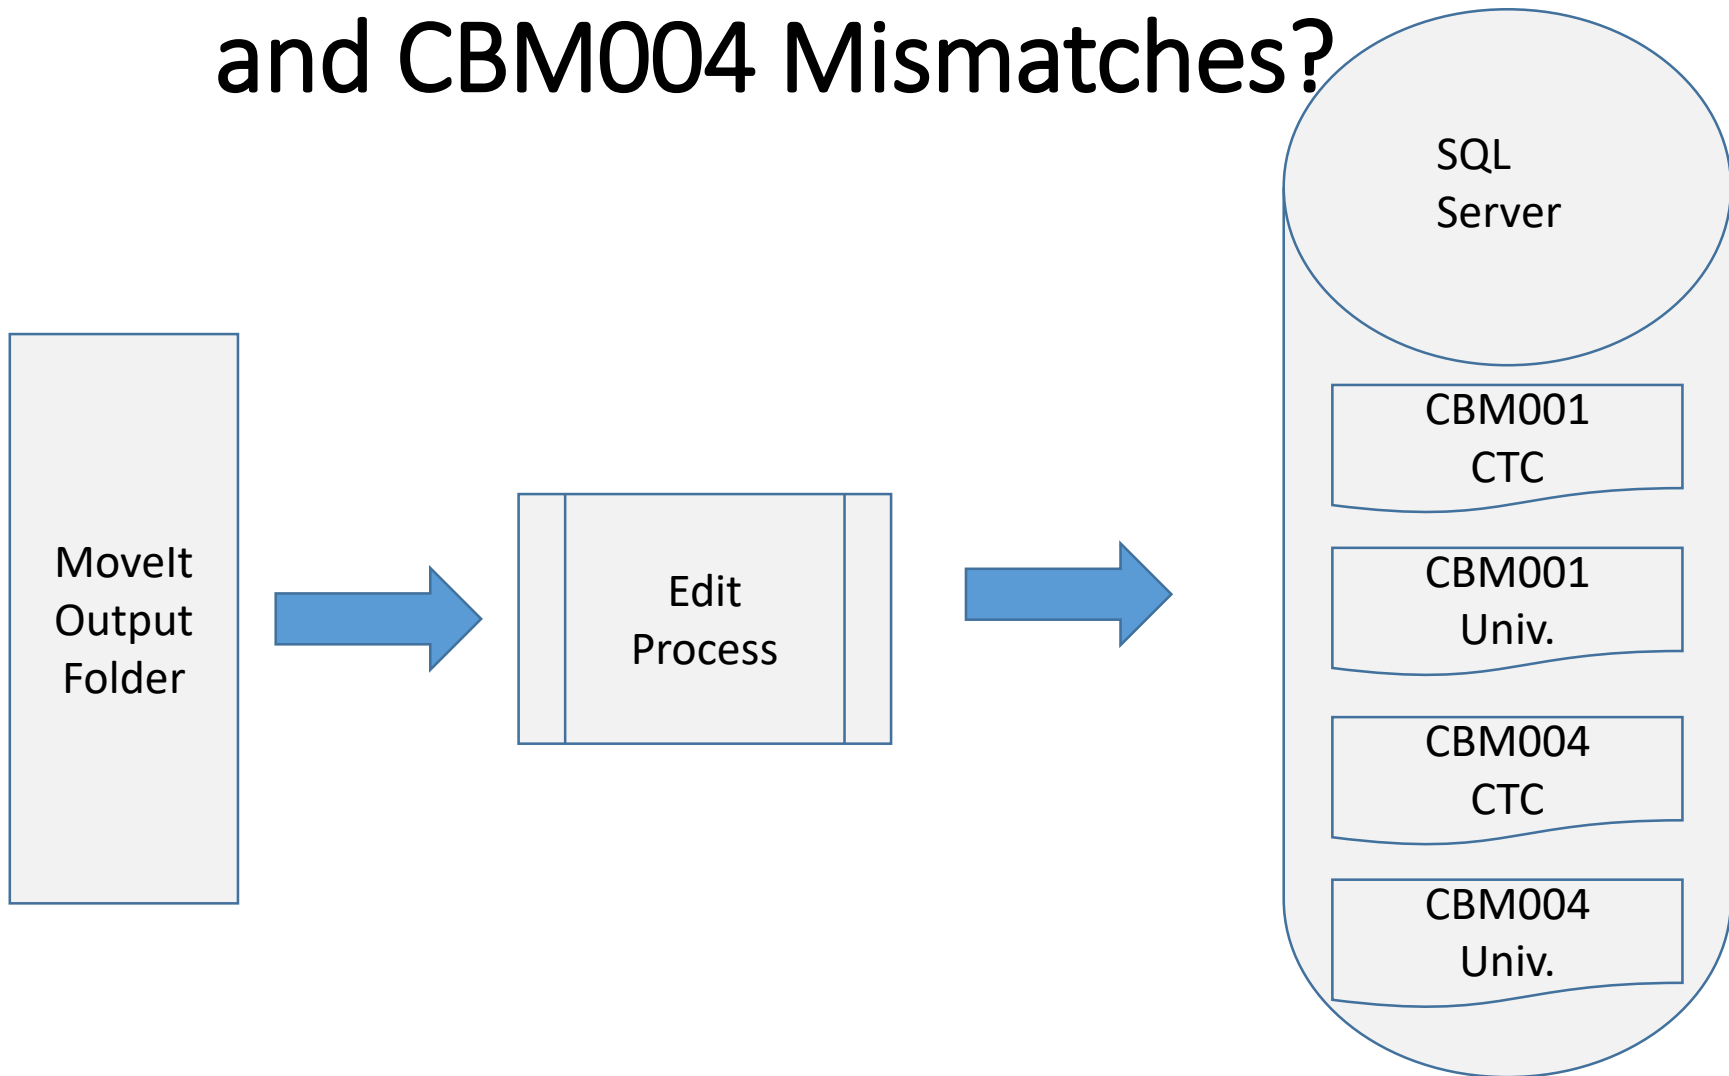 and CBM004 Mismatches?
SQL
Server
MoveIt
Output
Folder
Edit
Process
CBM001
CTC
CBM001
Univ.
CBM004
CTC
CBM004
Univ.